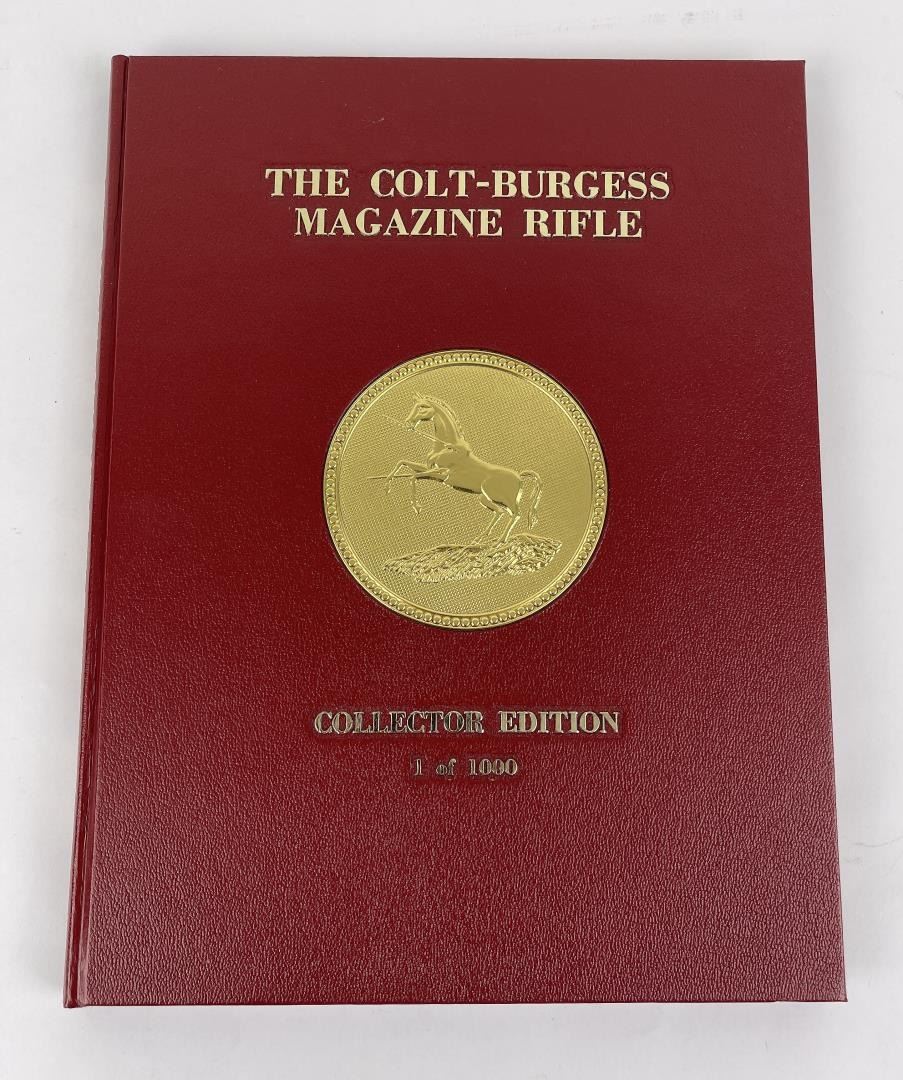 THE COLT-BURGESS
MAGAZINE RIFLE
COLLECTOR EDITION
1 of 1000